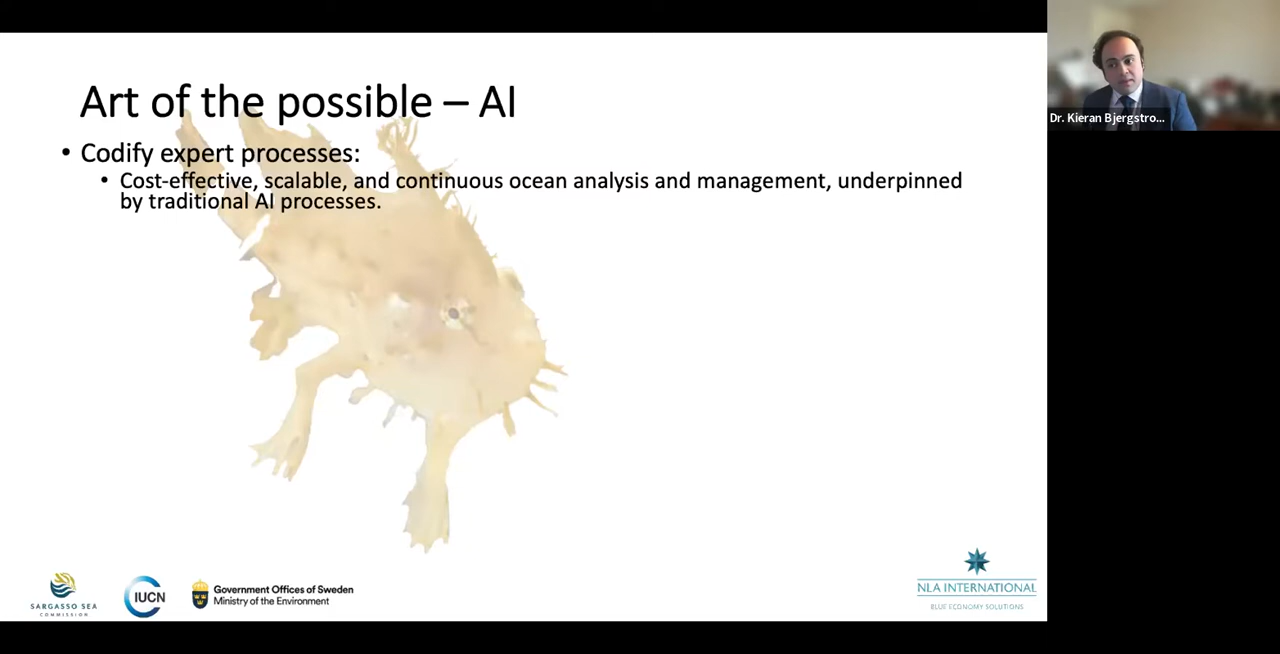 Art of the possible – AI
• Codify expert processes:
• Cost-effective, scalable, and continuous ocean analysis and management, underpinned
by traditional AI processes.
Dr. Kieran Bjergstro...
SARGASSO SEA
COMMISSION
IUCN
Government Offices of Sweden
Ministry of the Environment
NLA INTERNATIONAL
BLUE ECONOMY SOLUTIONS